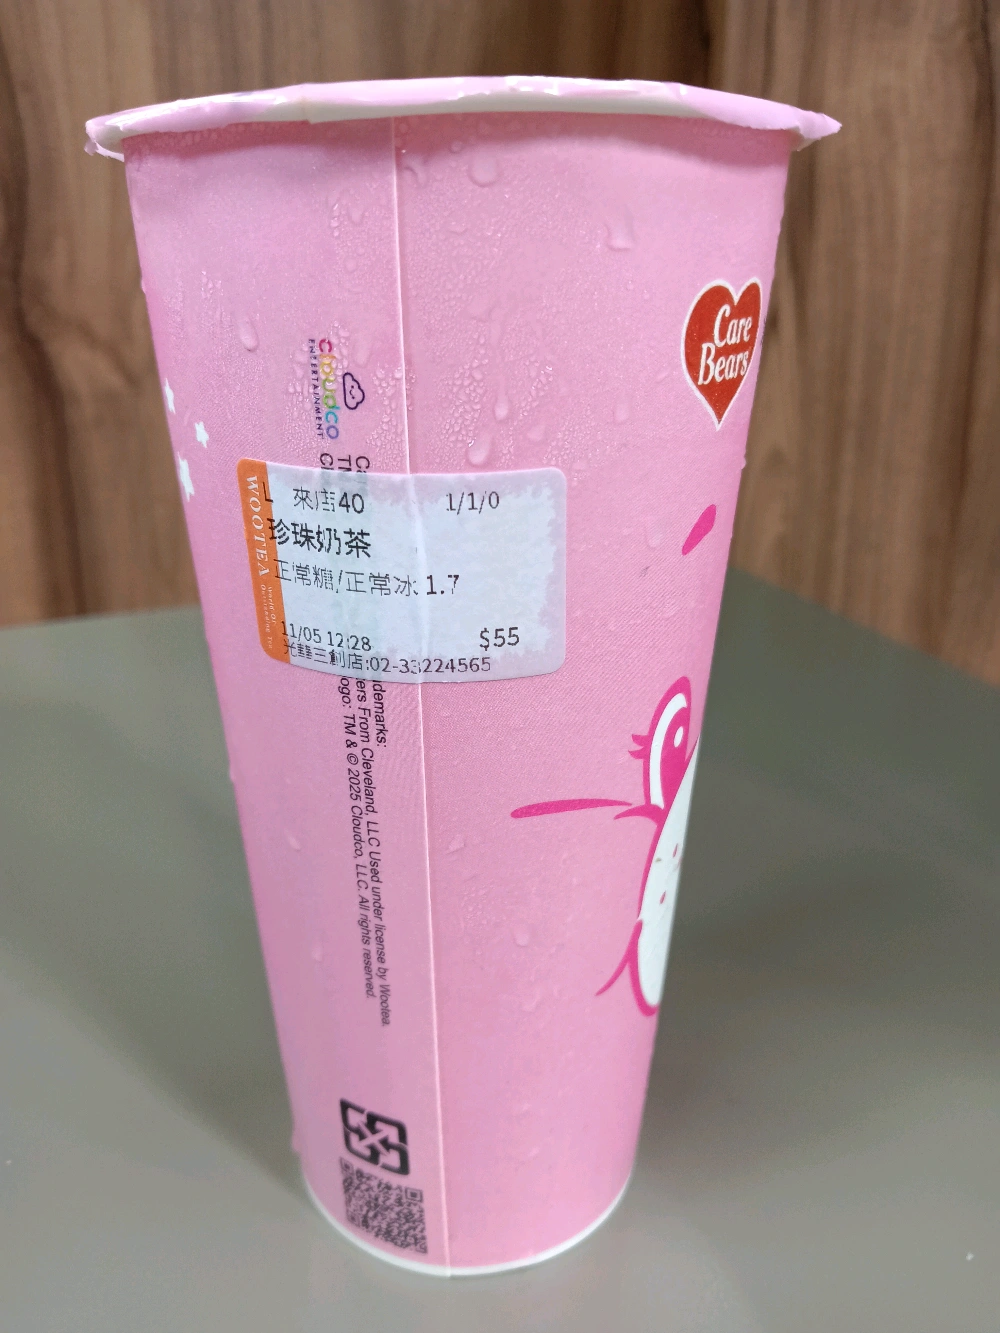 Care
Bears
cloudco
ENTERTAINMENT
WOOTEA
來店40 1/1/0
珍珠奶茶
正常糖/正常冰 1.7
11/05 12:28 $55
光華三創店:02-33224565
demarks:
ers From Cleveland, LLC Used under license by Wootea.
ogo: TM & © 2025 Cloudco, LLC. All rights reserved.